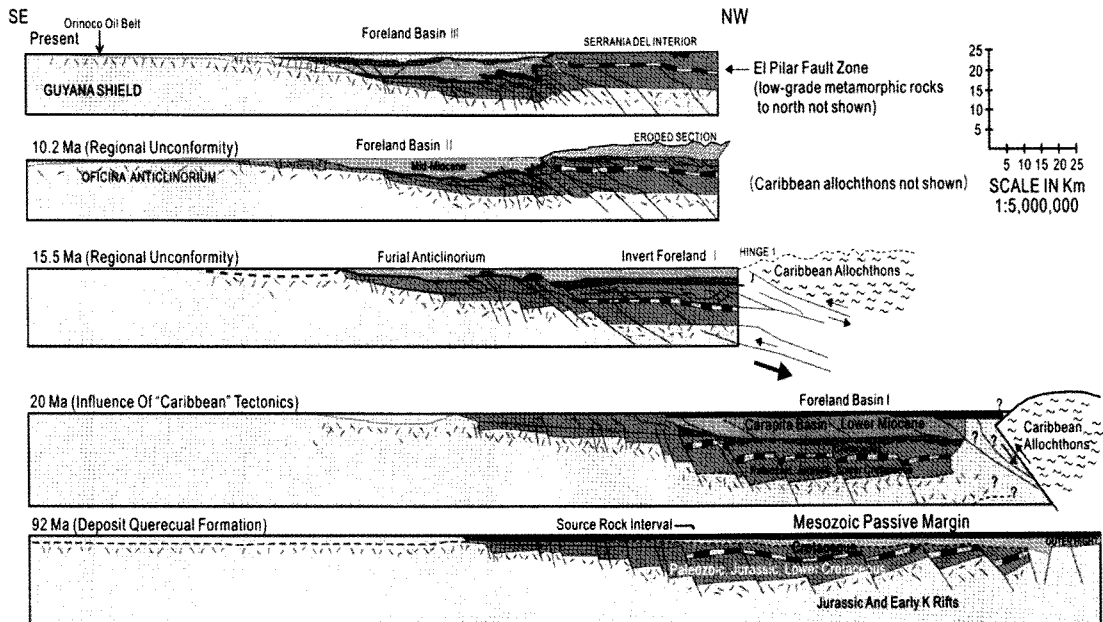 SE
NW
Orinoco Oil Belt
Present
Foreland Basin III
SERRANIA DEL INTERIOR
GUYANA SHIELD
El Pilar Fault Zone
(low-grade metamorphic rocks
to north not shown)
25
20
15
10
5
5 10 15 20 25
SCALE IN Km
1:5,000,000
10.2 Ma (Regional Unconformity)
Foreland Basin II
ERODED SECTION
Mid-Miocene
OFICIRA ANTICLINORIUM
(Caribbean allochthons not shown)
15.5 Ma (Regional Unconformity)
Furial Anticlinorium
Invert Foreland I
HINGE 1
Caribbean Allochthons
20 Ma (Influence Of "Caribbean" Tectonics)
Foreland Basin I
?
Carapita Basin Lower Miocene
? ?
Caribbean
Allochthons
? ?
92 Ma (Deposit Querecual Formation)
Source Rock Interval
Mesozoic Passive Margin
Cretaceous
Paleozoic, Jurassic, Lower Cretaceous
Jurassic And Early K Rifts